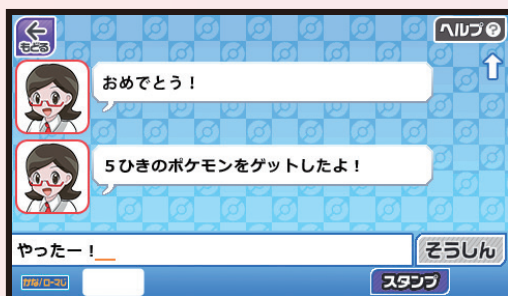 もどる
ヘルプ?
おめでとう！
５ひきのポケモンをゲットしたよ！
やったー！
そうしん
かな/ローマじ
スタンプ